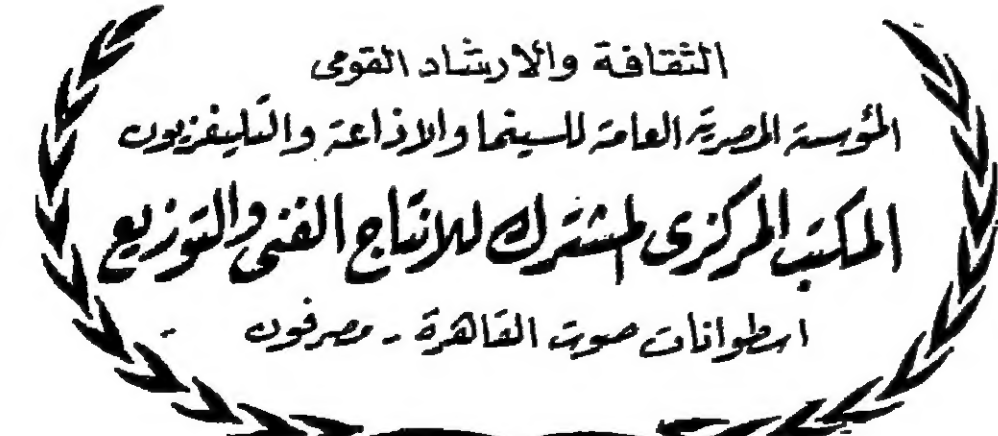 الثقافة والارشاد القومى
المؤسسة المصرية العامة للسينما والاذاعة والتليفزيون
المكتب المركزى المشترك للانتاج الفنى والتوزيع
اسطوانات صوت القاهرة - مصرفون